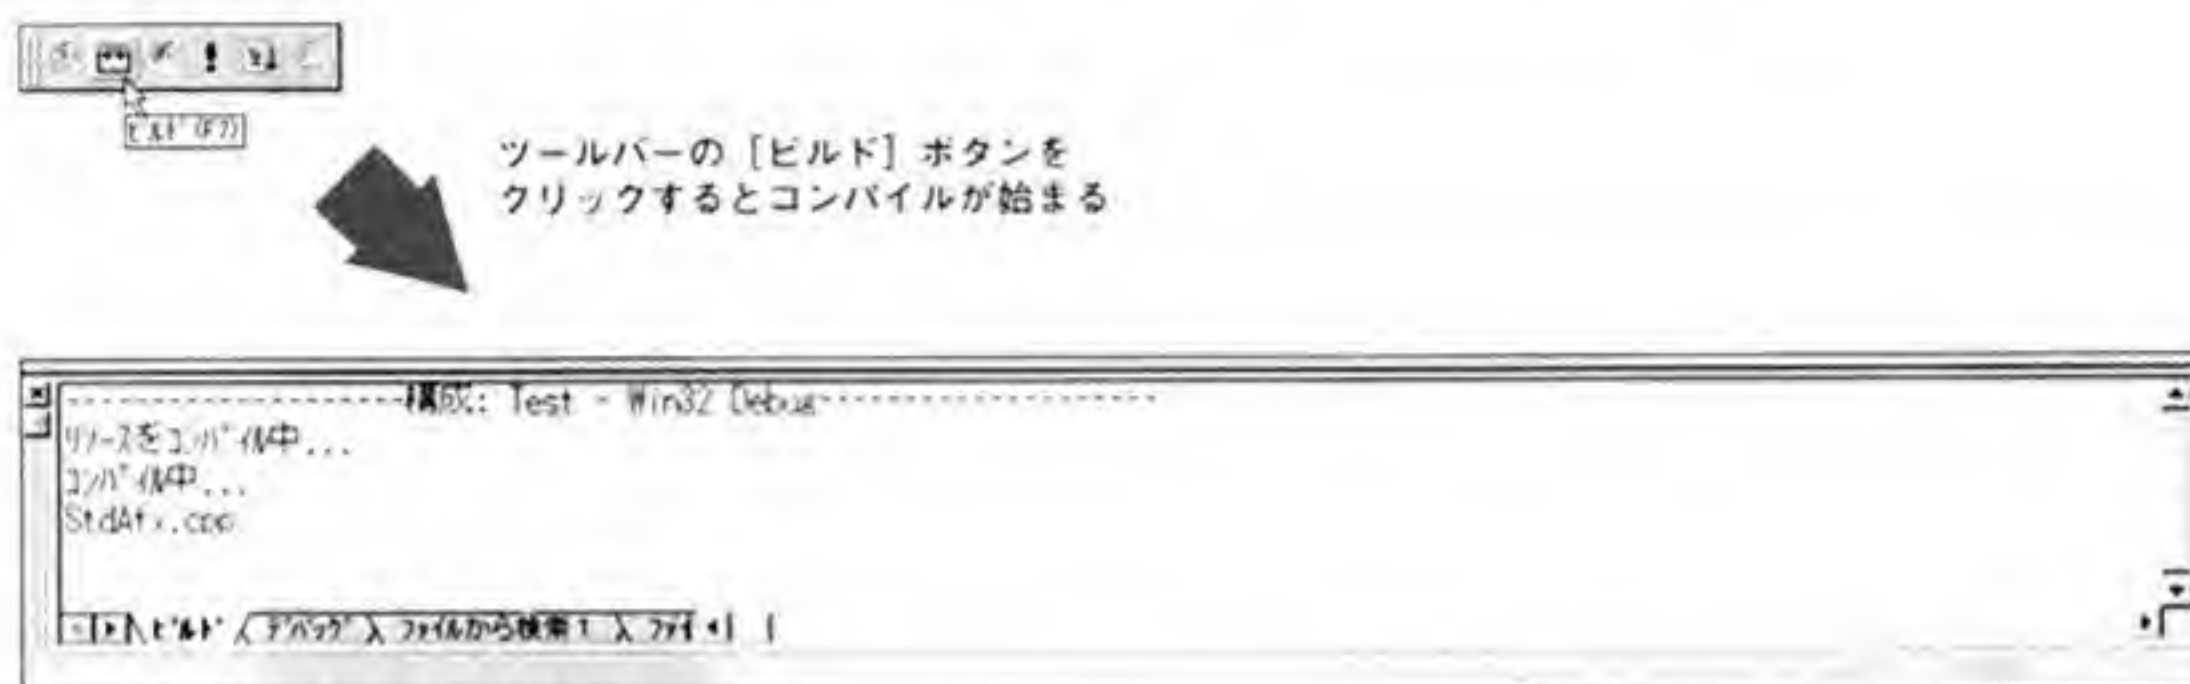 ビルド (F7)
ツールバーの [ビルド] ボタンを
クリックするとコンパイルが始まる
--------------------構成: Test - Win32 Debug--------------------
リソースをコンパイル中...
コンパイル中...
StdAfx.cpp
ビルド デバッグ ファイルから検索 1 ファイ